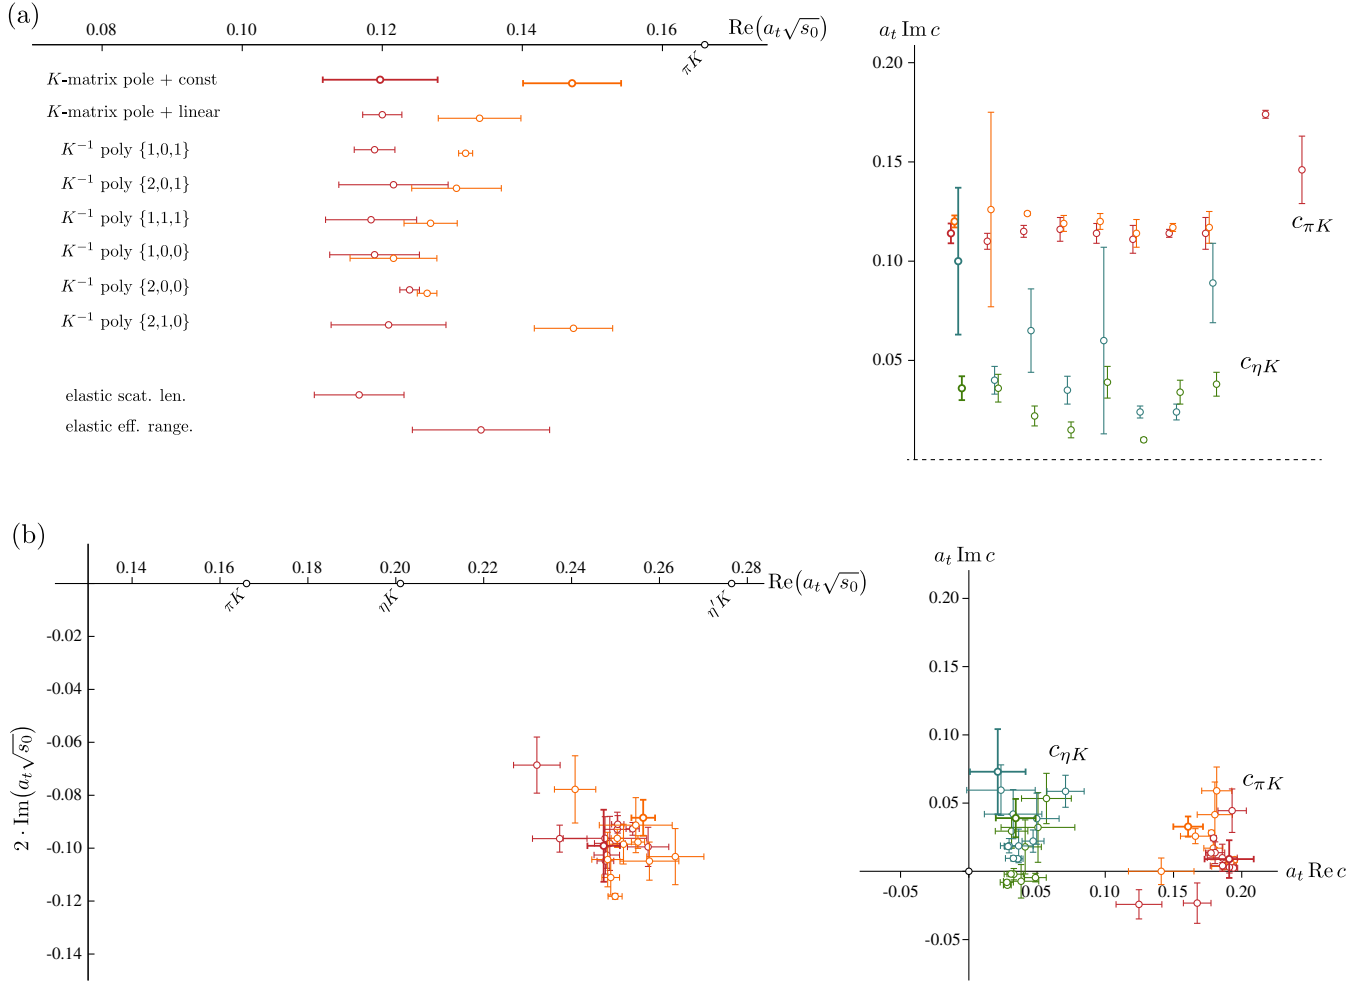 (a)
0.08 0.10 0.12 0.14 0.16 Re(a_t√s_0)
πK
K-matrix pole + const
K-matrix pole + linear
K^{-1} poly {1,0,1}
K^{-1} poly {2,0,1}
K^{-1} poly {1,1,1}
K^{-1} poly {1,0,0}
K^{-1} poly {2,0,0}
K^{-1} poly {2,1,0}
elastic scat. len.
elastic eff. range.
a_t Im c
0.20
0.15
0.10
0.05
c_{πK}
c_{ηK}
(b)
0.14 0.16 0.18 0.20 0.22 0.24 0.26 0.28 Re(a_t√s_0)
πK ηK η′K
-0.02
-0.04
-0.06
-0.08
-0.10
-0.12
-0.14
2 · Im(a_t√s_0)
a_t Im c
0.20
0.15
0.10
0.05
-0.05
c_{ηK}
c_{πK}
-0.05 0.05 0.10 0.15 0.20 a_t Re c